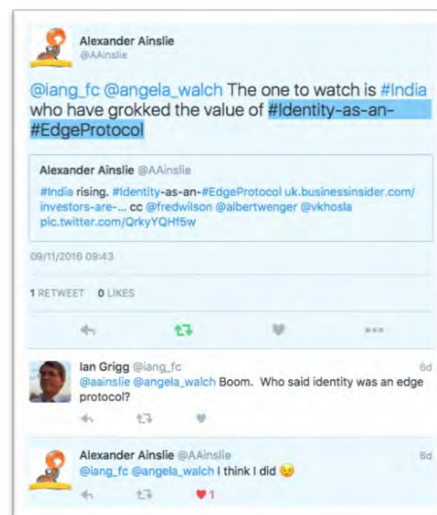 Alexander Ainslie
@AAinslie
@iang_fc @angela_walch The one to watch is #India
who have grokked the value of #Identity-as-an-
#EdgeProtocol
Alexander Ainslie @AAinslie
#India rising. #Identity-as-an-#EdgeProtocol uk.businessinsider.com/
investors-are-... cc @fredwilson @albertwenger @vkhosla
pic.twitter.com/QrkyYQHf5w
09/11/2016 09:43
1 RETWEET 0 LIKES
Ian Grigg @iang_fc 6d
@aainslie @angela_walch Boom. Who said identity was an edge
protocol?
Alexander Ainslie @AAinslie 6d
@iang_fc @angela_walch I think I did 😉
1